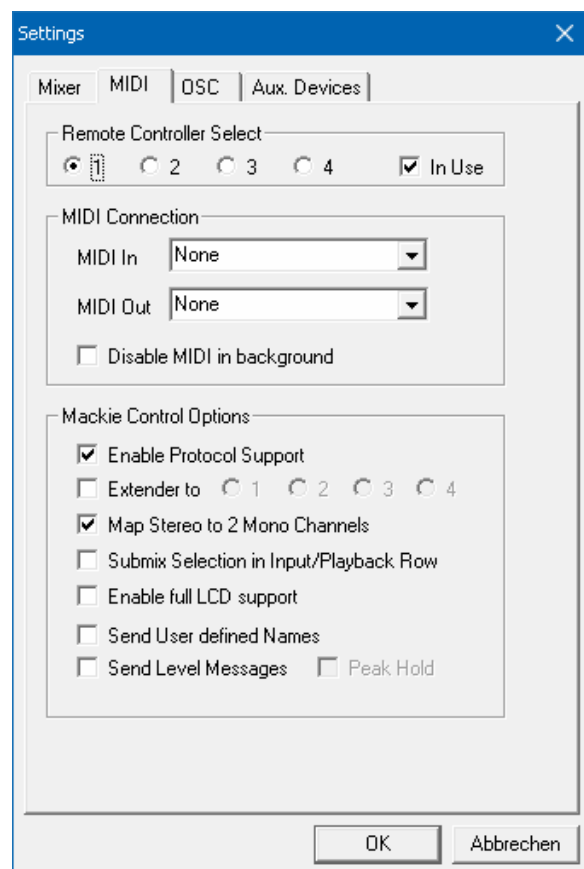 Settings
Mixer MIDI OSC Aux. Devices
Remote Controller Select
1 2 3 4 In Use
MIDI Connection
MIDI In None
MIDI Out None
Disable MIDI in background
Mackie Control Options
Enable Protocol Support
Extender to 1 2 3 4
Map Stereo to 2 Mono Channels
Submix Selection in Input/Playback Row
Enable full LCD support
Send User defined Names
Send Level Messages Peak Hold
OK Abbrechen